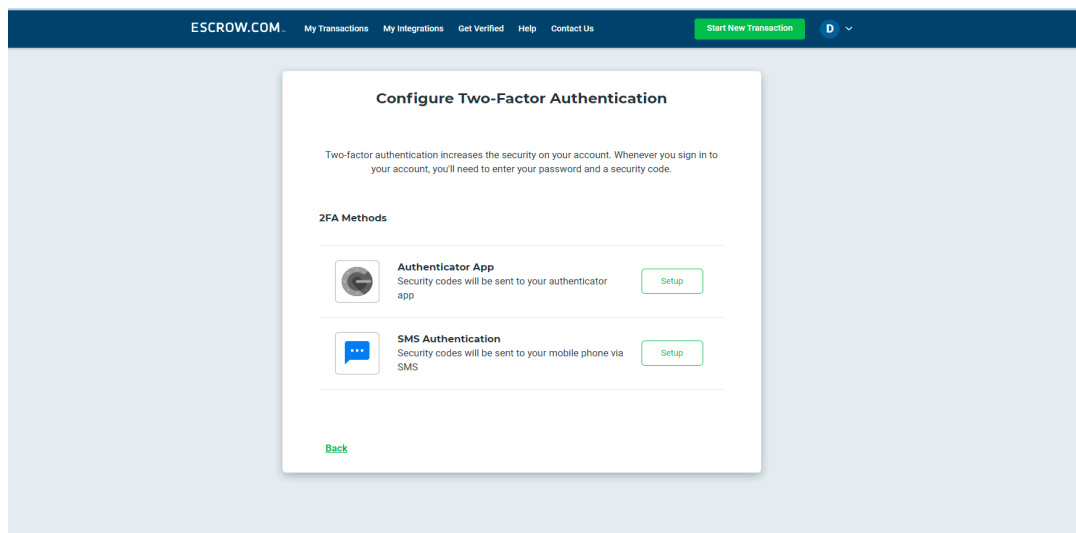 ESCROW.COM
My Transactions My Integrations Get Verified Help Contact Us
Start New Transaction
D
Configure Two-Factor Authentication
Two-factor authentication increases the security on your account. Whenever you sign in to
your account, you'll need to enter your password and a security code.
2FA Methods
Authenticator App
Security codes will be sent to your authenticator
app
Setup
SMS Authentication
Security codes will be sent to your mobile phone via
SMS
Setup
Back